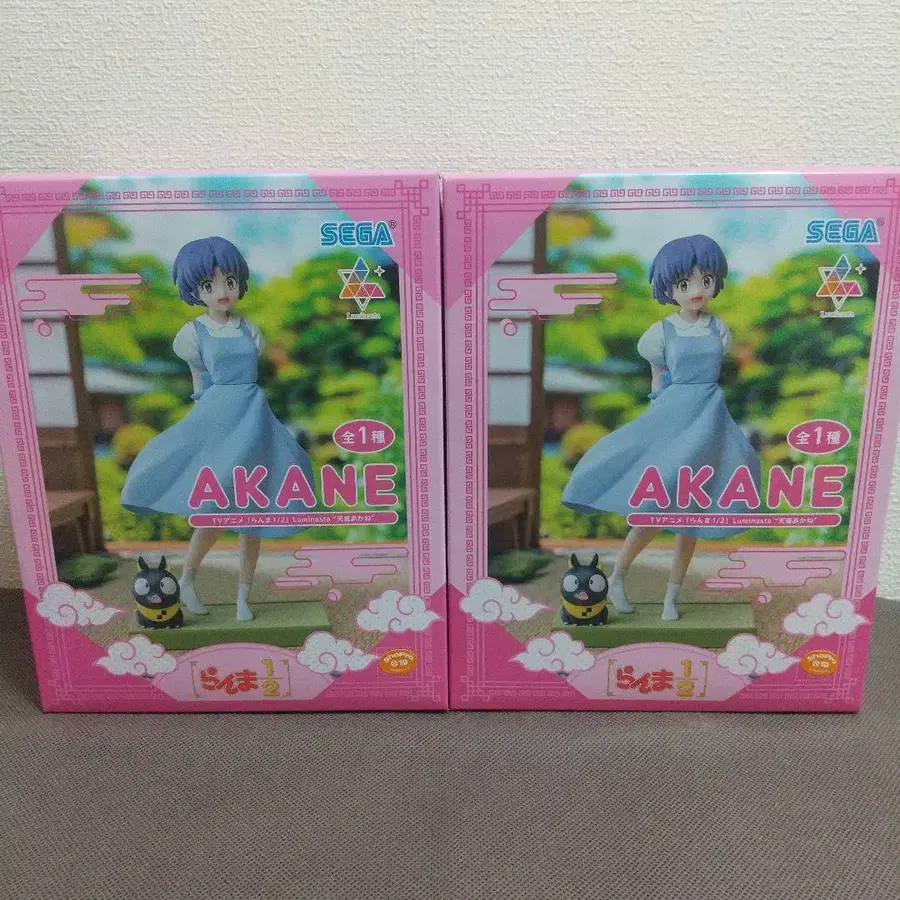 SEGA®
Luminasta
全1種
AKANE
TVアニメ「らんま1/2」Luminasta "天道あかね"
らんま
1/2
ShoPro
SEGA®
Luminasta
全1種
AKANE
TVアニメ「らんま1/2」Luminasta "天道あかね"
らんま
1/2
ShoPro